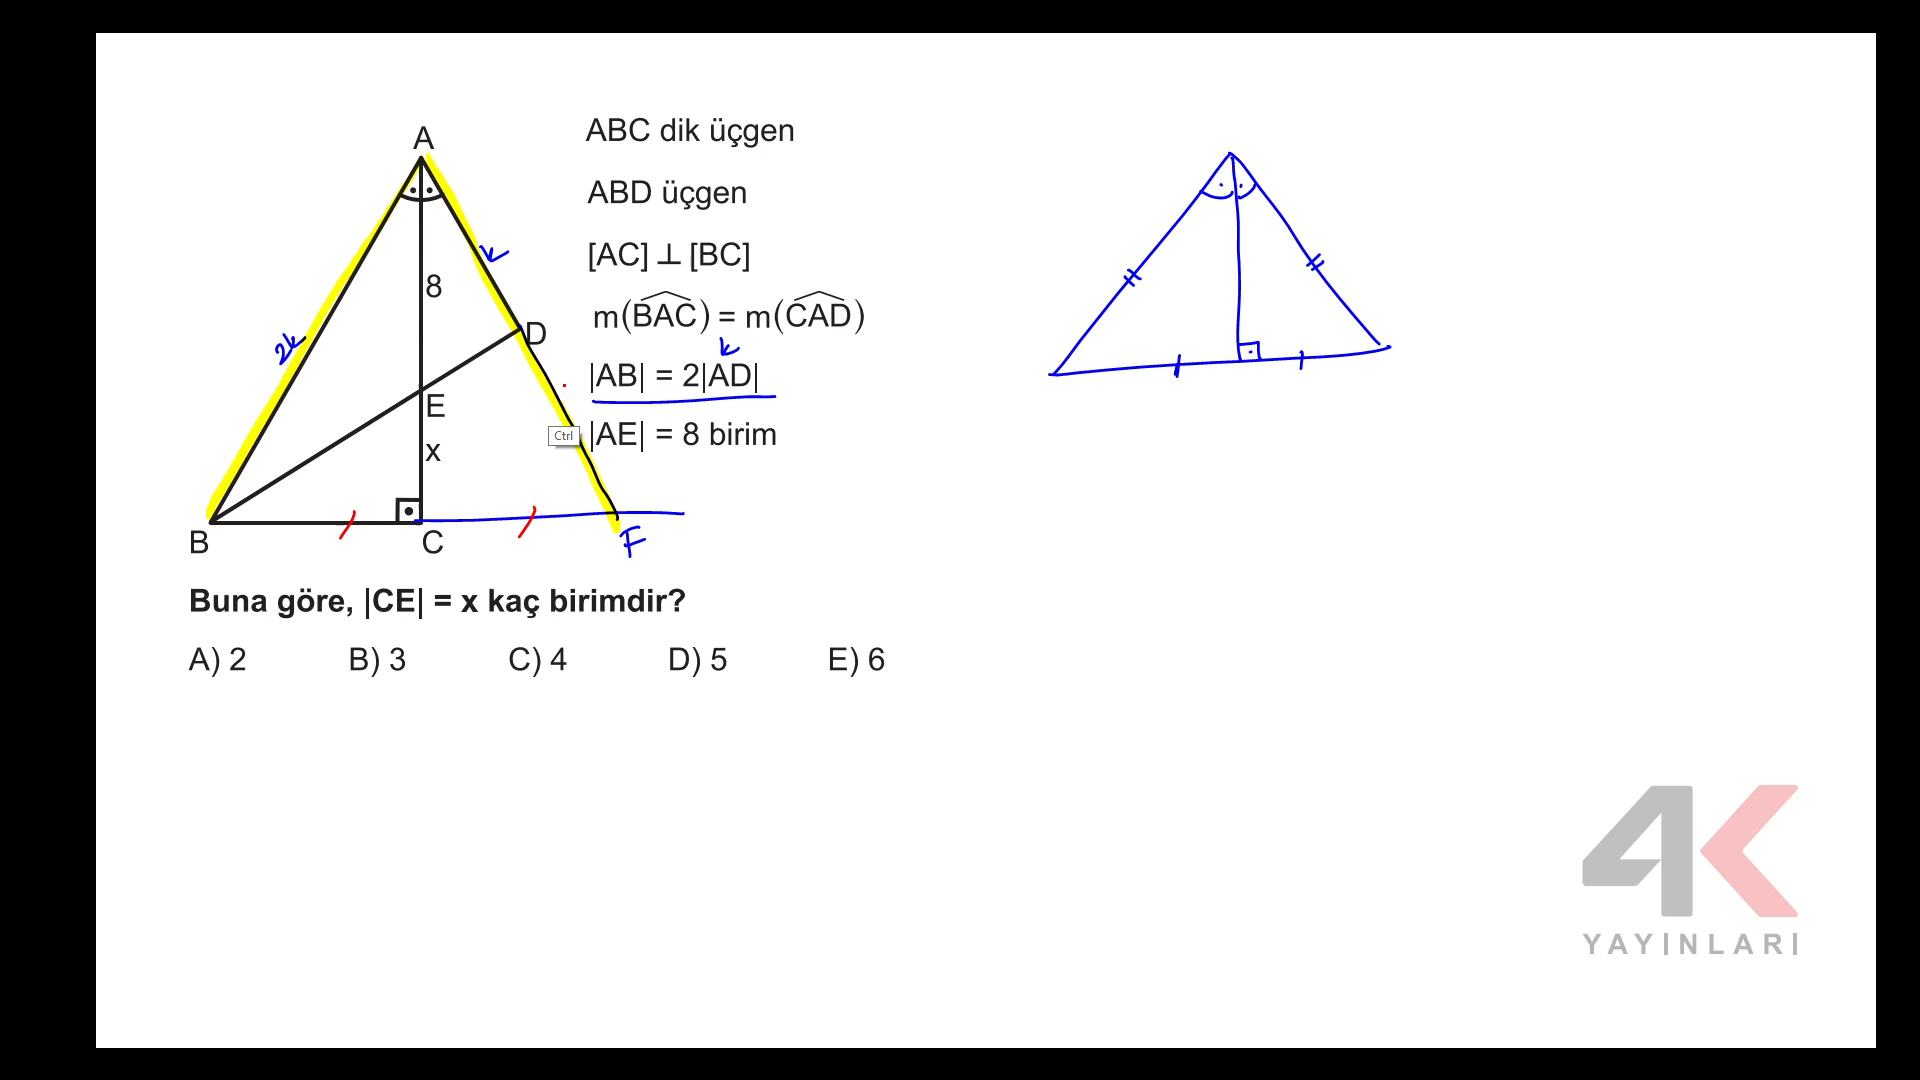 A
ABC dik üçgen
ABD üçgen
[AC] ⊥ [BC]
8
m(BAC) = m(CAD)
D
2k
k
k
|AB| = 2|AD|
E
Ctrl
|AE| = 8 birim
x
B
C
F
Buna göre, |CE| = x kaç birimdir?
A) 2 B) 3 C) 4 D) 5 E) 6
4K
YAYINLARI